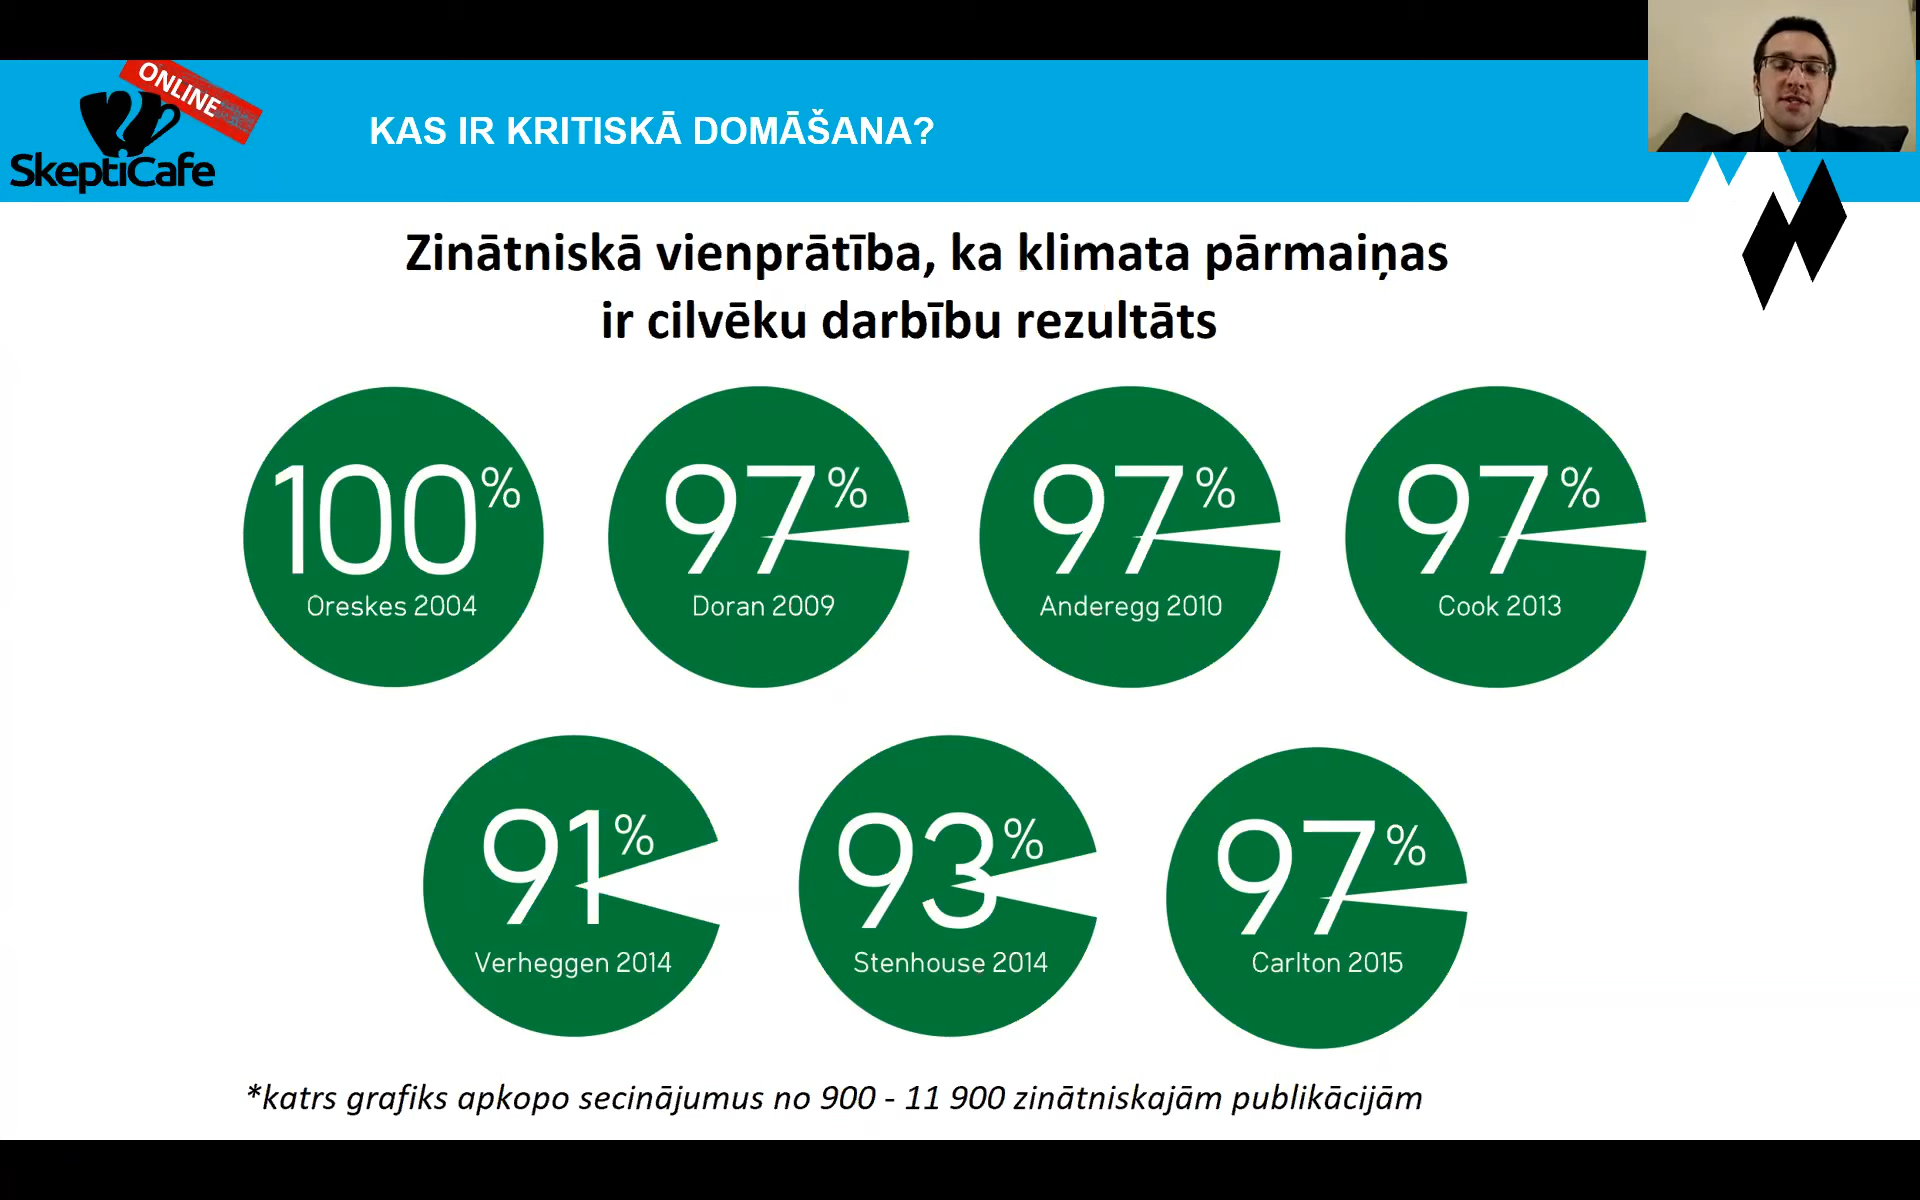 ONLINE
SkeptiCafe
KAS IR KRITISKĀ DOMĀŠANA?
Zinātniskā vienprātība, ka klimata pārmaiņas
ir cilvēku darbību rezultāts
100%
Oreskes 2004
97%
Doran 2009
97%
Anderegg 2010
97%
Cook 2013
91%
Verheggen 2014
93%
Stenhouse 2014
97%
Carlton 2015
*katrs grafiks apkopo secinājumus no 900 - 11 900 zinātniskajām publikācijām